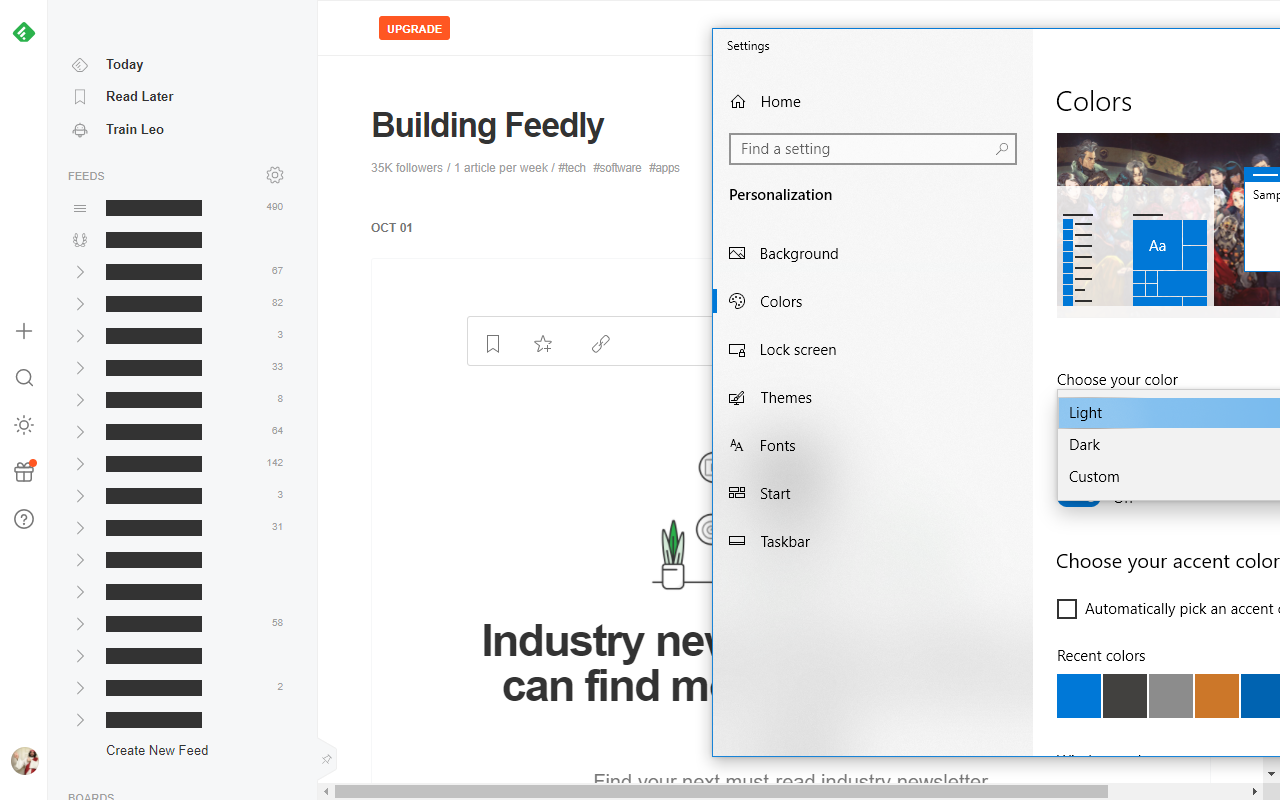 Today
Read Later
Train Leo
FEEDS
490
67
82
3
33
8
64
142
3
31
58
2
Create New Feed
BOARDS
UPGRADE
Building Feedly
35K followers / 1 article per week / #tech #software #apps
OCT 01
Industry new
can find mo
Find your next must read industry newsletter
Settings
Home
Find a setting
Personalization
Background
Colors
Lock screen
Themes
Fonts
Start
Taskbar
Colors
Aa
Samp
Choose your color
Light
Dark
Custom
Off
Choose your accent color
Automatically pick an accent
Recent colors